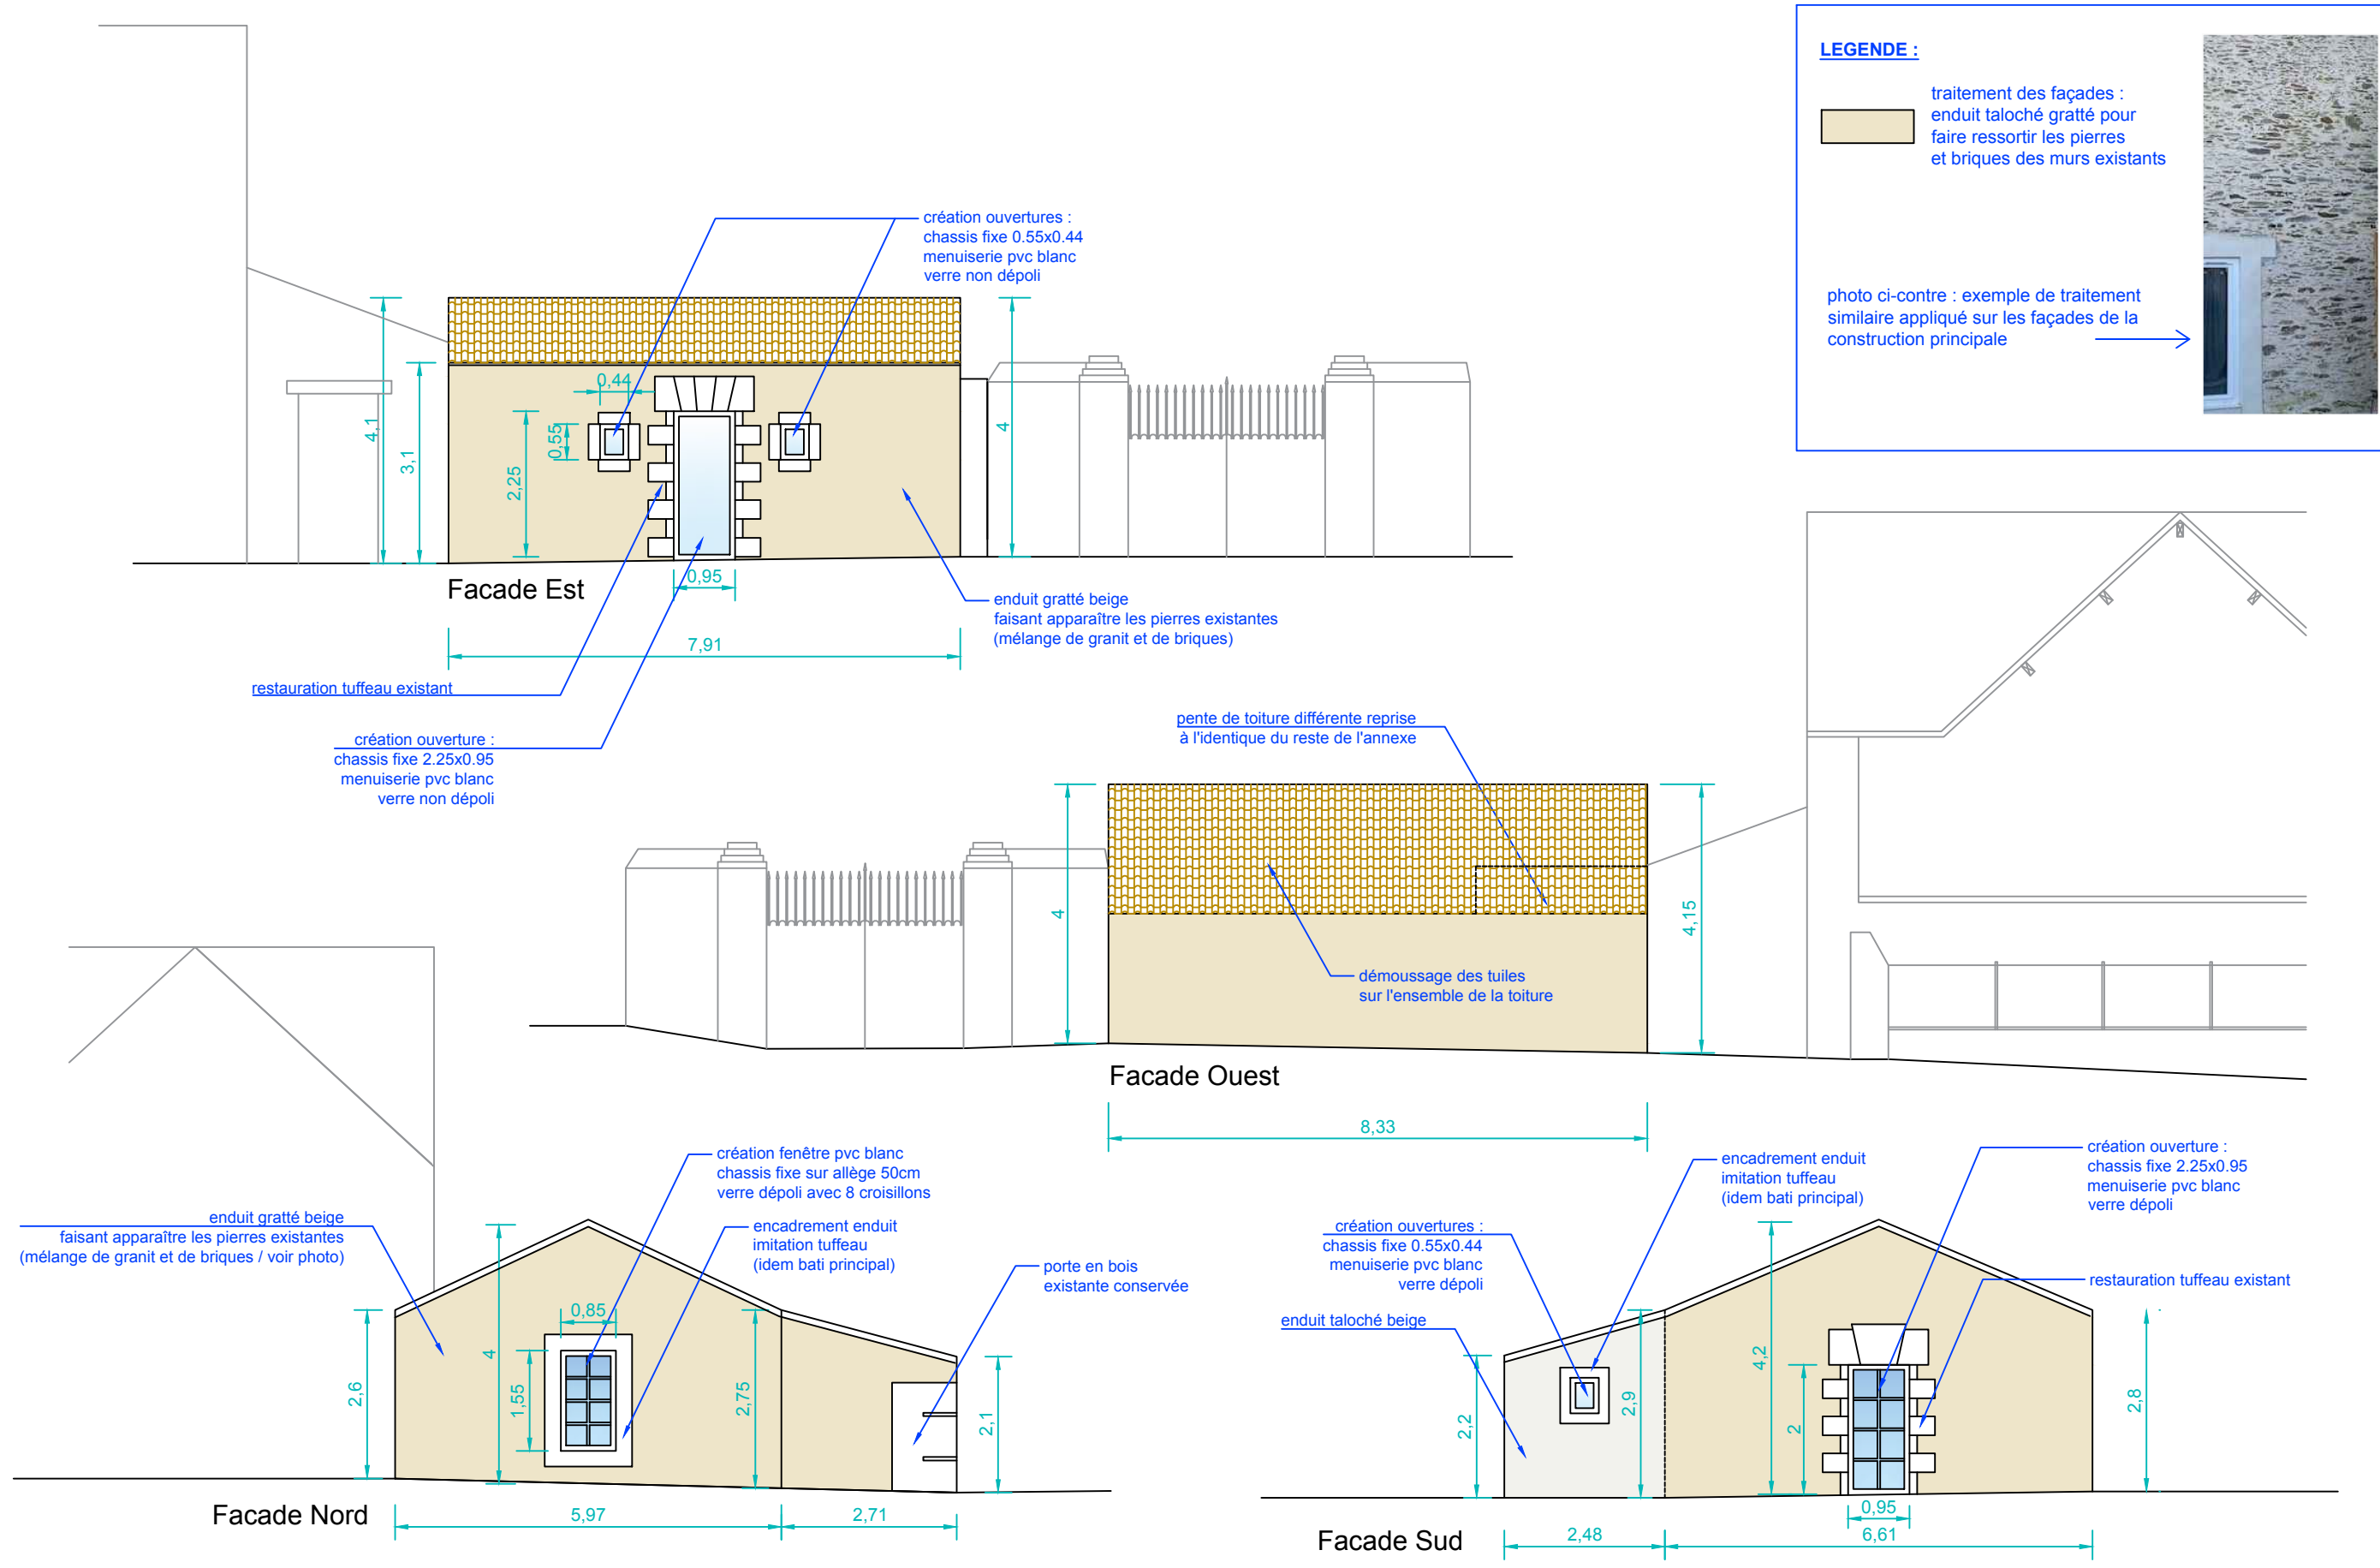 LEGENDE :
traitement des façades :
enduit taloché gratté pour
faire ressortir les pierres
et briques des murs existants
photo ci-contre : exemple de traitement
similaire appliqué sur les façades de la
construction principale
création ouvertures :
chassis fixe 0.55x0.44
menuiserie pvc blanc
verre non dépoli
4,1
3,1
2,25
0,44
0,55
4
0,95
Facade Est
7,91
enduit gratté beige
faisant apparaître les pierres existantes
(mélange de granit et de briques)
restauration tuffeau existant
création ouverture :
chassis fixe 2.25x0.95
menuiserie pvc blanc
verre non dépoli
pente de toiture différente reprise
à l'identique du reste de l'annexe
4
4,15
démoussage des tuiles
sur l'ensemble de la toiture
Facade Ouest
8,33
création fenêtre pvc blanc
chassis fixe sur allège 50cm
verre dépoli avec 8 croisillons
enduit gratté beige
faisant apparaître les pierres existantes
(mélange de granit et de briques / voir photo)
encadrement enduit
imitation tuffeau
(idem bati principal)
porte en bois
existante conservée
0,85
1,55
2,6
4
2,75
2,1
Facade Nord
5,97
2,71
encadrement enduit
imitation tuffeau
(idem bati principal)
création ouverture :
chassis fixe 2.25x0.95
menuiserie pvc blanc
verre dépoli
création ouvertures :
chassis fixe 0.55x0.44
menuiserie pvc blanc
verre dépoli
restauration tuffeau existant
enduit taloché beige
2,2
2,9
4,2
2
2,8
0,95
Facade Sud
2,48
6,61